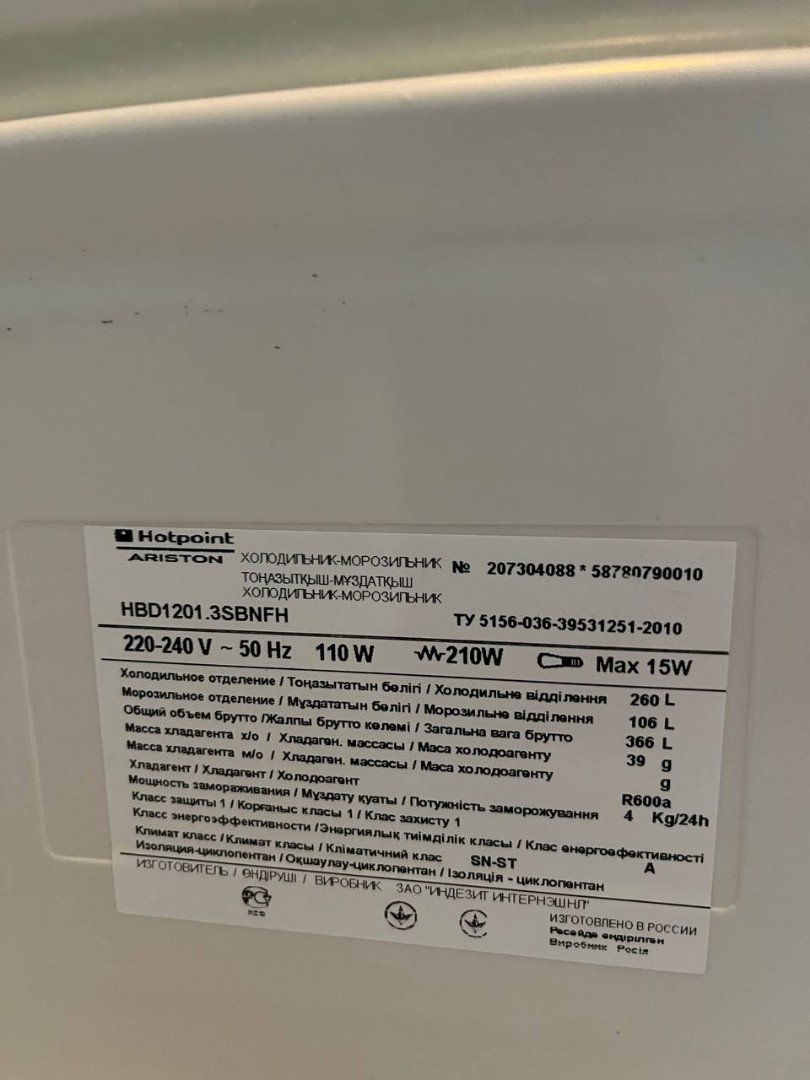 Hotpoint
ARISTON
ХОЛОДИЛЬНИК-МОРОЗИЛЬНИК № 207304088 * 58780790010
ТОҢАЗЫТҚЫШ-МҰЗДАТҚЫШ
ХОЛОДИЛЬНИК-МОРОЗИЛЬНИК
HBD1201.3SBNFH ТУ 5156-036-39531251-2010
220-240 V ~ 50 Hz 110 W 210W Max 15W
Холодильное отделение / Тоңазытатын белігі / Холодильне відділення 260 L
Морозильное отделение / Мұздататын белігі / Морозильне відділення 106 L
Общий объем брутто /Жалпы брутто келемі / Загальна вага брутто 366 L
Масса хладагента х/о / Хладаген. массасы / Маса холодоагенту 39 g
Масса хладагента м/о / Хладаген. массасы / Маса холодоагенту g
Хладагент / Хладагент / Холодоагент R600a
Мощность замораживания / Мұздату қуаты / Потужність заморожування 4 Kg/24h
Класс защиты 1 / Корғаныс класы 1 / Клас захисту 1
Класс энергоэффективности /Энергиялық тиімділік класы / Клас енергоефективності A
Климат класс / Климат класы / Кліматичний клас SN-ST
Изоляция-циклопентан / Оқшаулау-циклопентан / Ізоляція - циклопентан
ИЗГОТОВИТЕЛЬ / ӨНДІРУШІ / ВИРОБНИК ЗАО "ИНДЕЗИТ ИНТЕРНЭШНЛ"
ИЗГОТОВЛЕНО В РОССИИ
Ресейде өндірілген
Виробник Росія